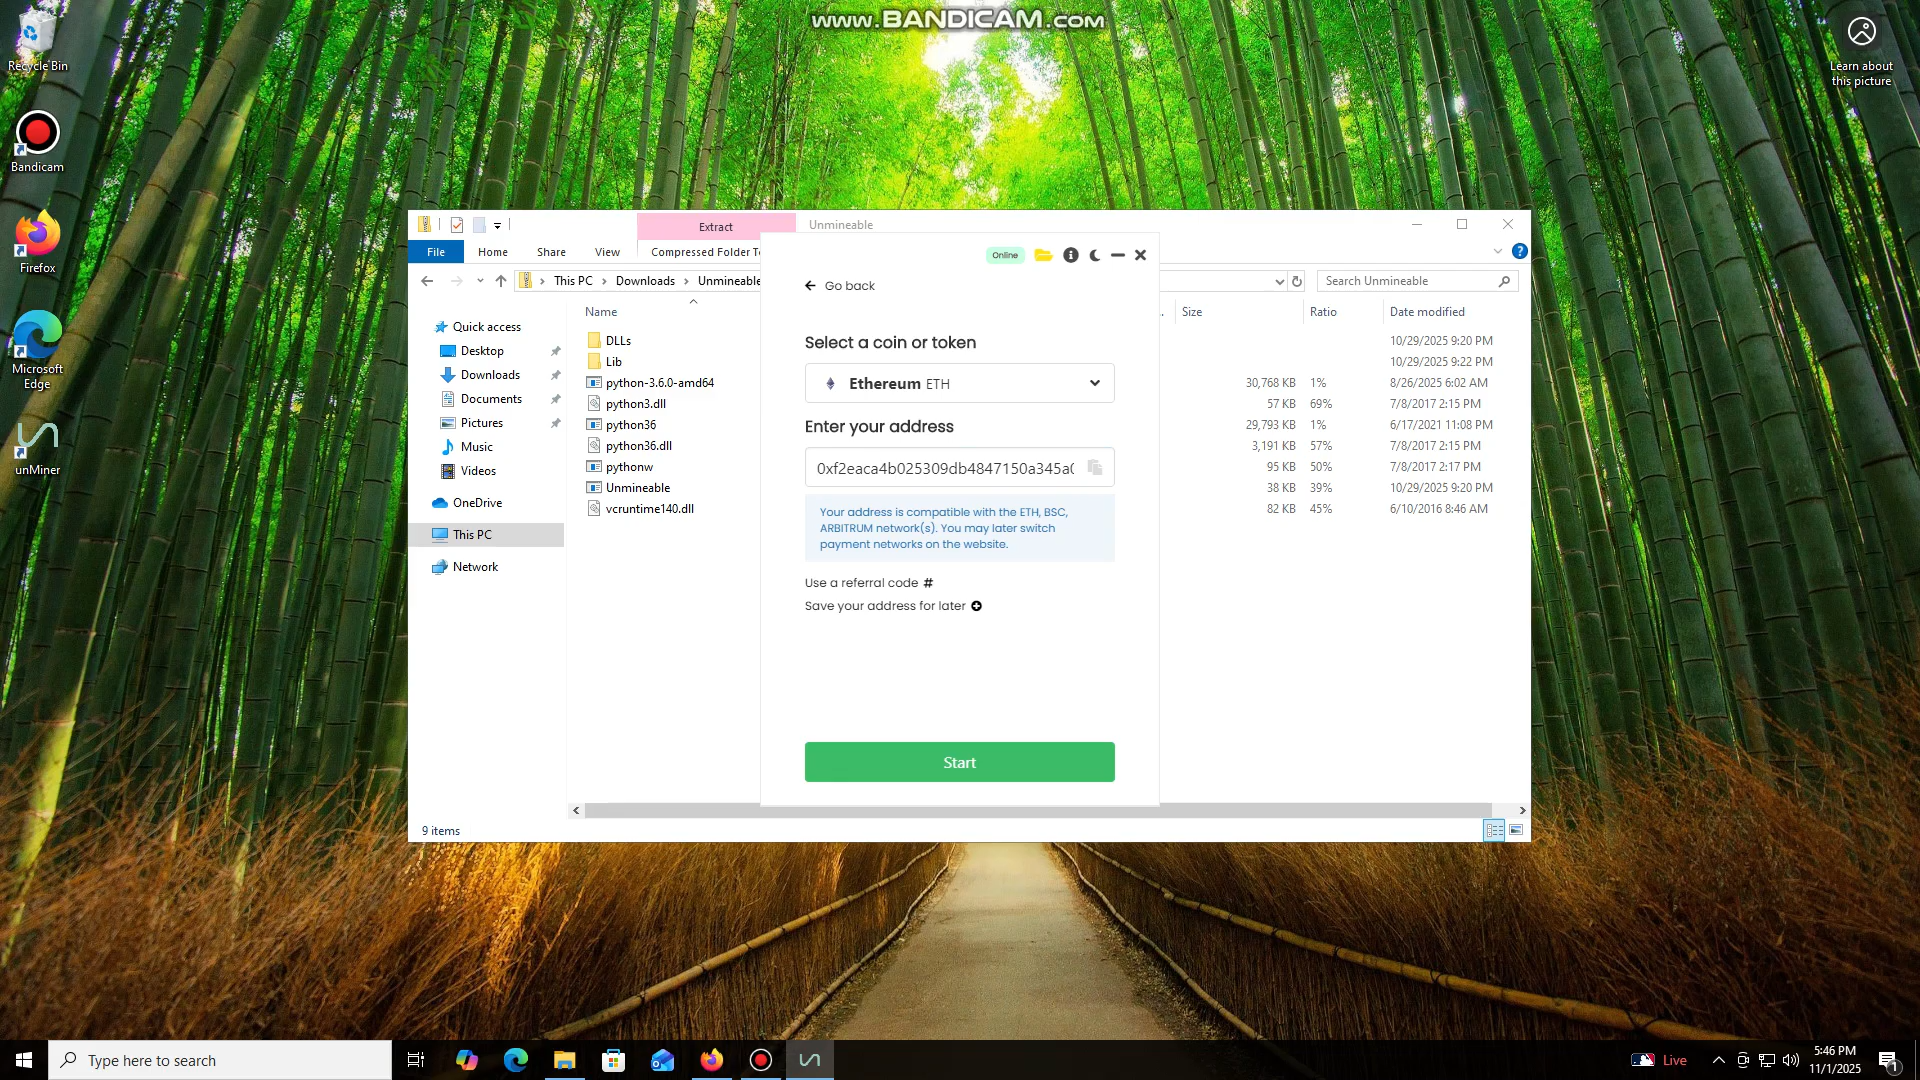 www.BANDICAM.com
Recycle Bin
Learn about
this picture
Bandicam
Firefox
Microsoft
Edge
unMiner
Extract
Unmineable
File
Home
Share
View
Compressed Folder T
This PC
Downloads
Unmineable
Search Unmineable
Name
Size
Ratio
Date modified
Quick access
Desktop
Downloads
Documents
Pictures
Music
Videos
OneDrive
This PC
Network
DLLs 10/29/2025 9:20 PM
Lib 10/29/2025 9:22 PM
python-3.6.0-amd64 30,768 KB 1% 8/26/2025 6:02 AM
python3.dll 57 KB 69% 7/8/2017 2:15 PM
python36 29,793 KB 1% 6/17/2021 11:08 PM
python36.dll 3,191 KB 57% 7/8/2017 2:15 PM
pythonw 95 KB 50% 7/8/2017 2:17 PM
Unmineable 38 KB 39% 10/29/2025 9:20 PM
vcruntime140.dll 82 KB 45% 6/10/2016 8:46 AM
9 items
Online
Go back
Select a coin or token
Ethereum ETH
Enter your address
0xf2eaca4b025309db4847150a345a0
Your address is compatible with the ETH, BSC,
ARBITRUM network(s). You may later switch
payment networks on the website.
Use a referral code #
Save your address for later
Start
Type here to search
Live
5:46 PM
11/1/2025
1